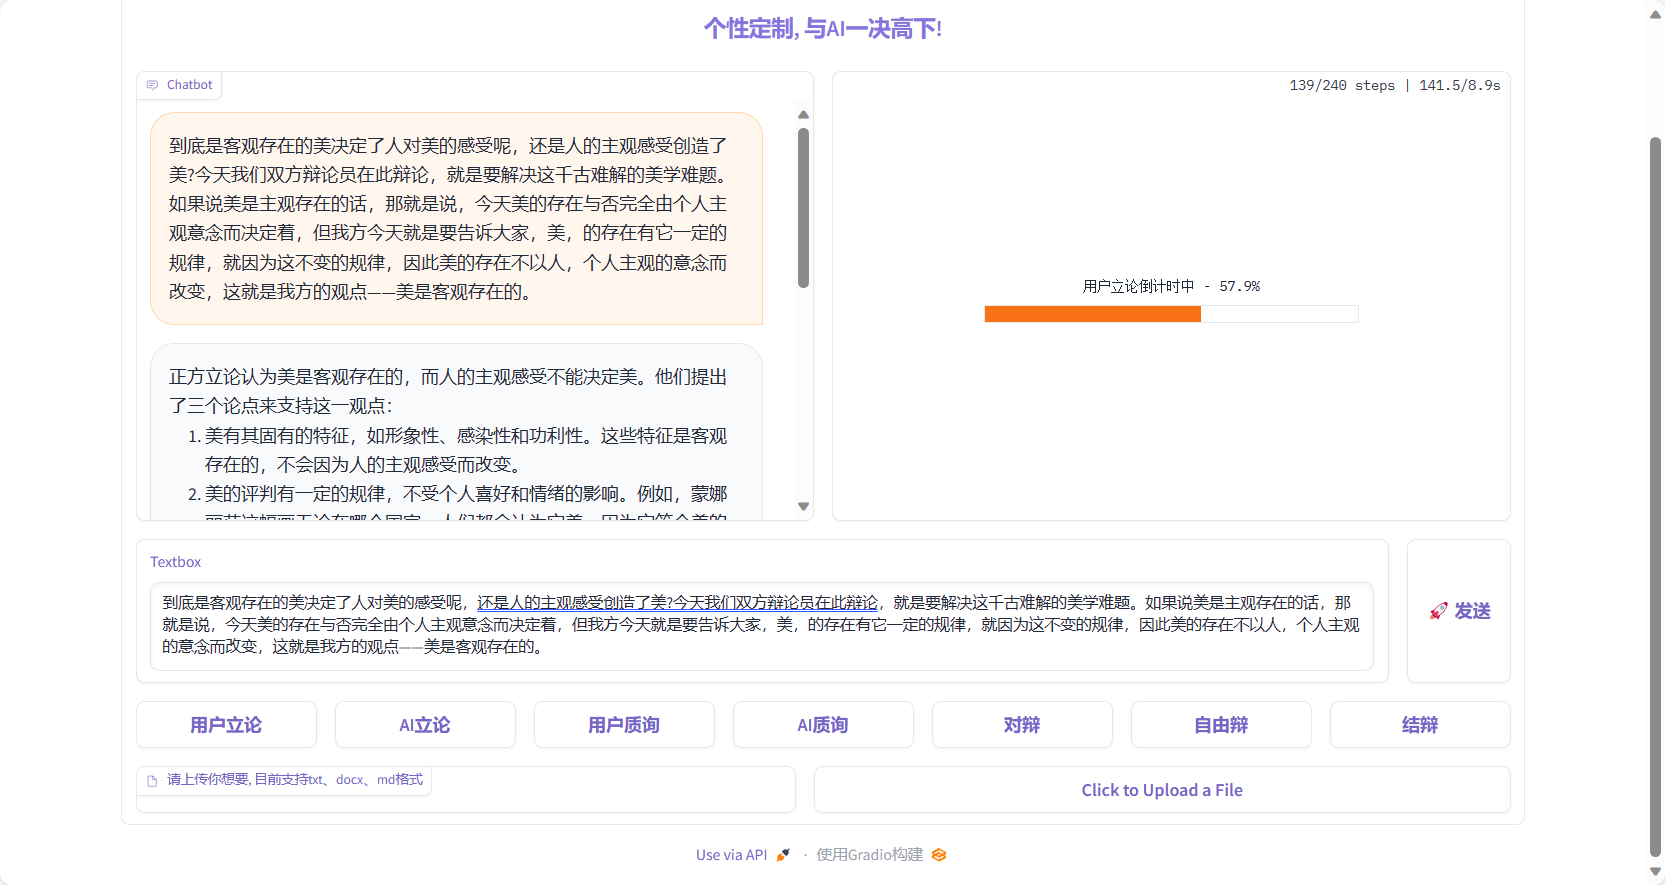 个性定制, 与AI一决高下!
Chatbot
139/240 steps | 141.5/8.9s
到底是客观存在的美决定了人对美的感受呢，还是人的主观感受创造了
美?今天我们双方辩论员在此辩论，就是要解决这千古难解的美学难题。
如果说美是主观存在的话，那就是说，今天美的存在与否完全由个人主
观意念而决定着，但我方今天就是要告诉大家，美，的存在有它一定的
规律，就因为这不变的规律，因此美的存在不以人，个人主观的意念而
改变，这就是我方的观点——美是客观存在的。
正方立论认为美是客观存在的，而人的主观感受不能决定美。他们提出
了三个论点来支持这一观点：
1. 美有其固有的特征，如形象性、感染性和功利性。这些特征是客观
存在的，不会因为人的主观感受而改变。
2. 美的评判有一定的规律，不受个人喜好和情绪的影响。例如，蒙娜
用户立论倒计时中 - 57.9%
Textbox
到底是客观存在的美决定了人对美的感受呢，还是人的主观感受创造了美?今天我们双方辩论员在此辩论，就是要解决这千古难解的美学难题。如果说美是主观存在的话，那
就是说，今天美的存在与否完全由个人主观意念而决定着，但我方今天就是要告诉大家，美，的存在有它一定的规律，就因为这不变的规律，因此美的存在不以人，个人主观
的意念而改变，这就是我方的观点——美是客观存在的。
🚀 发送
用户立论
AI立论
用户质询
AI质询
对辩
自由辩
结辩
请上传你想要, 目前支持txt、docx、md格式
Click to Upload a File
Use via API · 使用Gradio构建